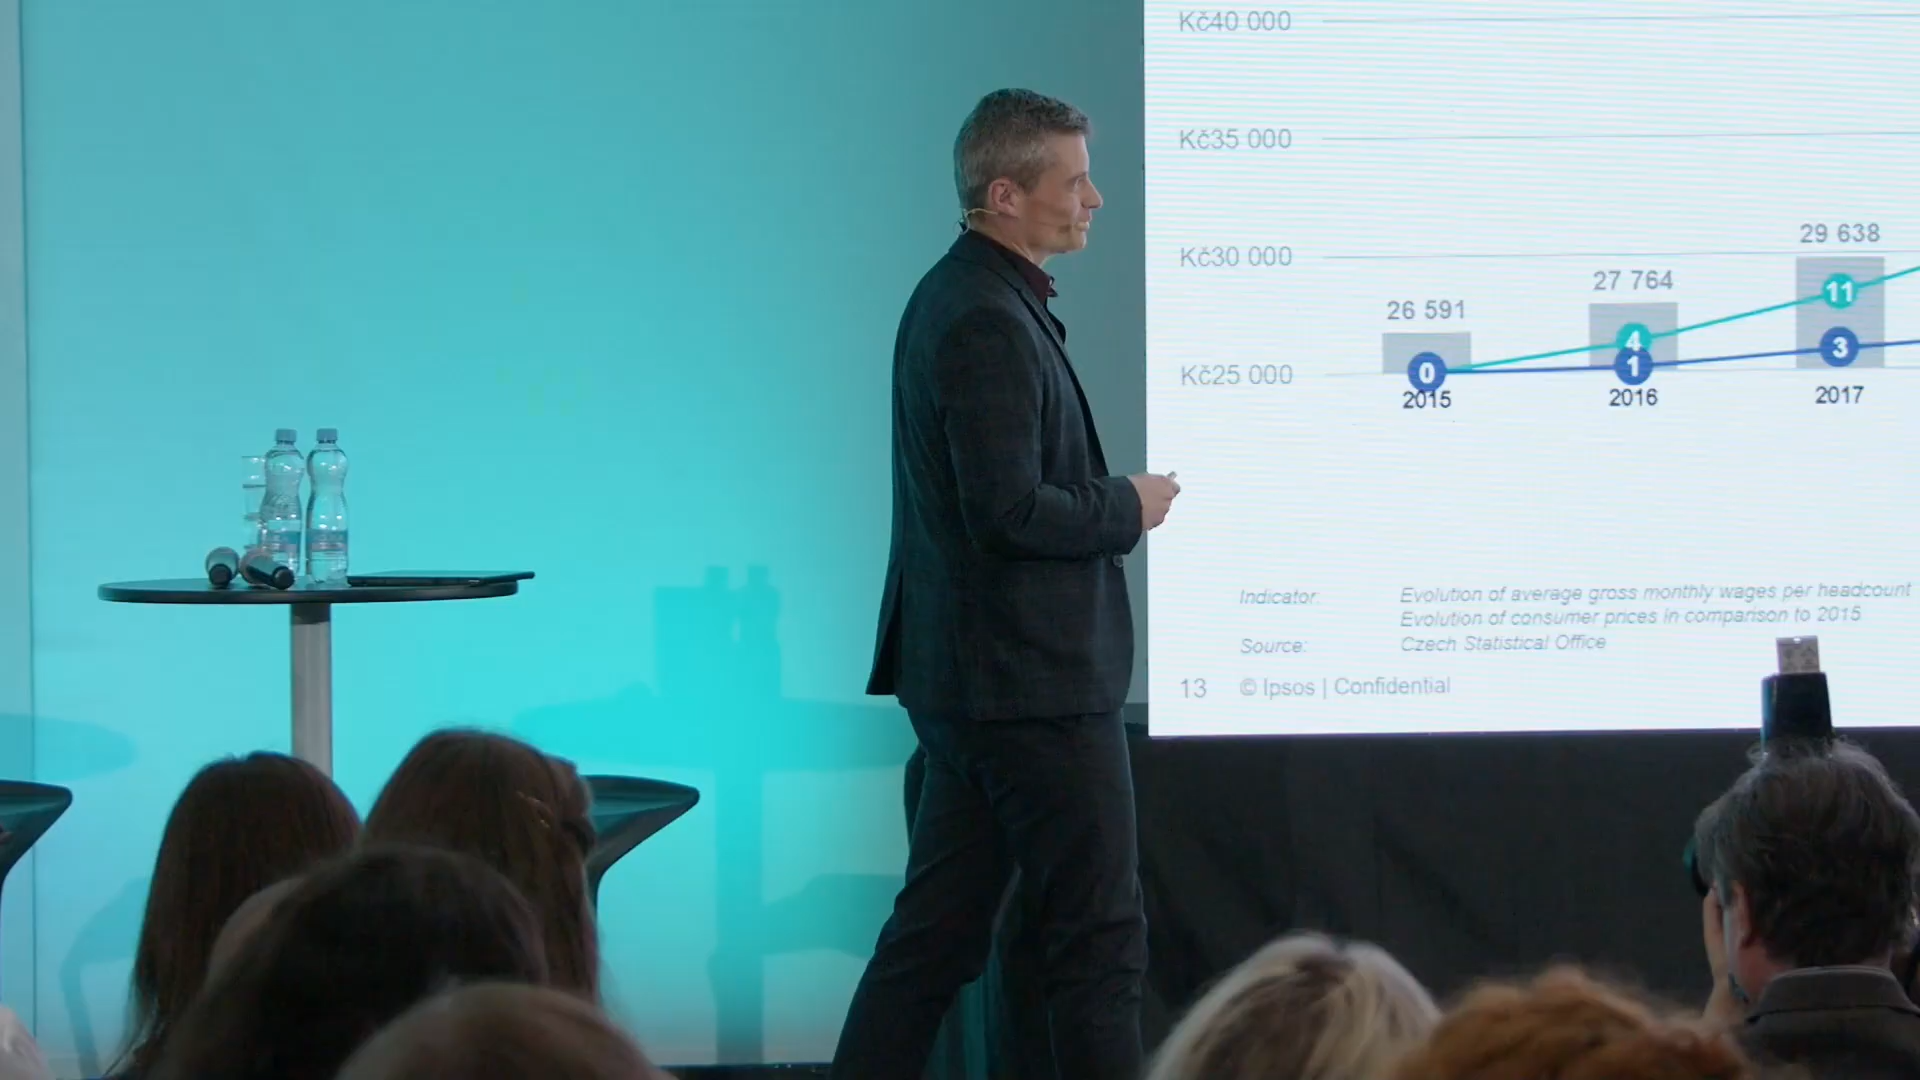 Kč40 000
Kč35 000
Kč30 000
Kč25 000
26 591
27 764
29 638
11
4
0
1
3
2015
2016
2017
Indicator: Evolution of average gross monthly wages per headcount
Evolution of consumer prices in comparison to 2015
Source: Czech Statistical Office
13 © Ipsos | Confidential